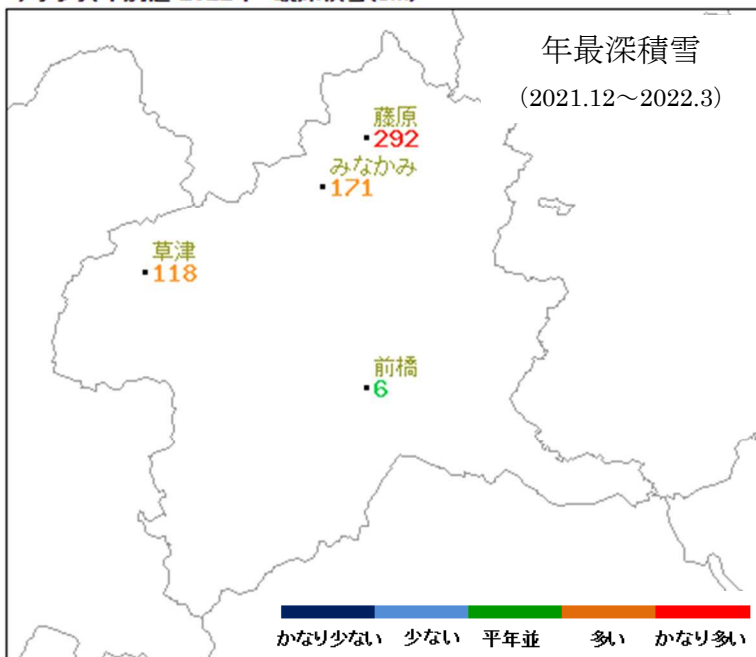 年最深積雪
(2021.12～2022.3)
藤原
292
みなかみ
171
草津
118
前橋
6
かなり少ない 少ない 平年並 多い かなり多い